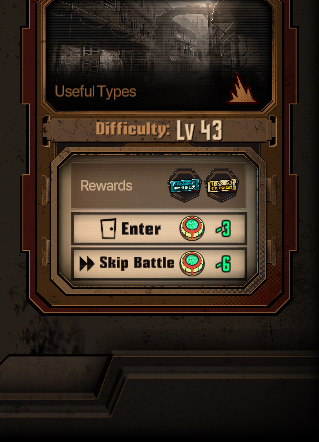 Useful Types
Difficulty: Lv 43
Rewards
Enter -3
Skip Battle -6